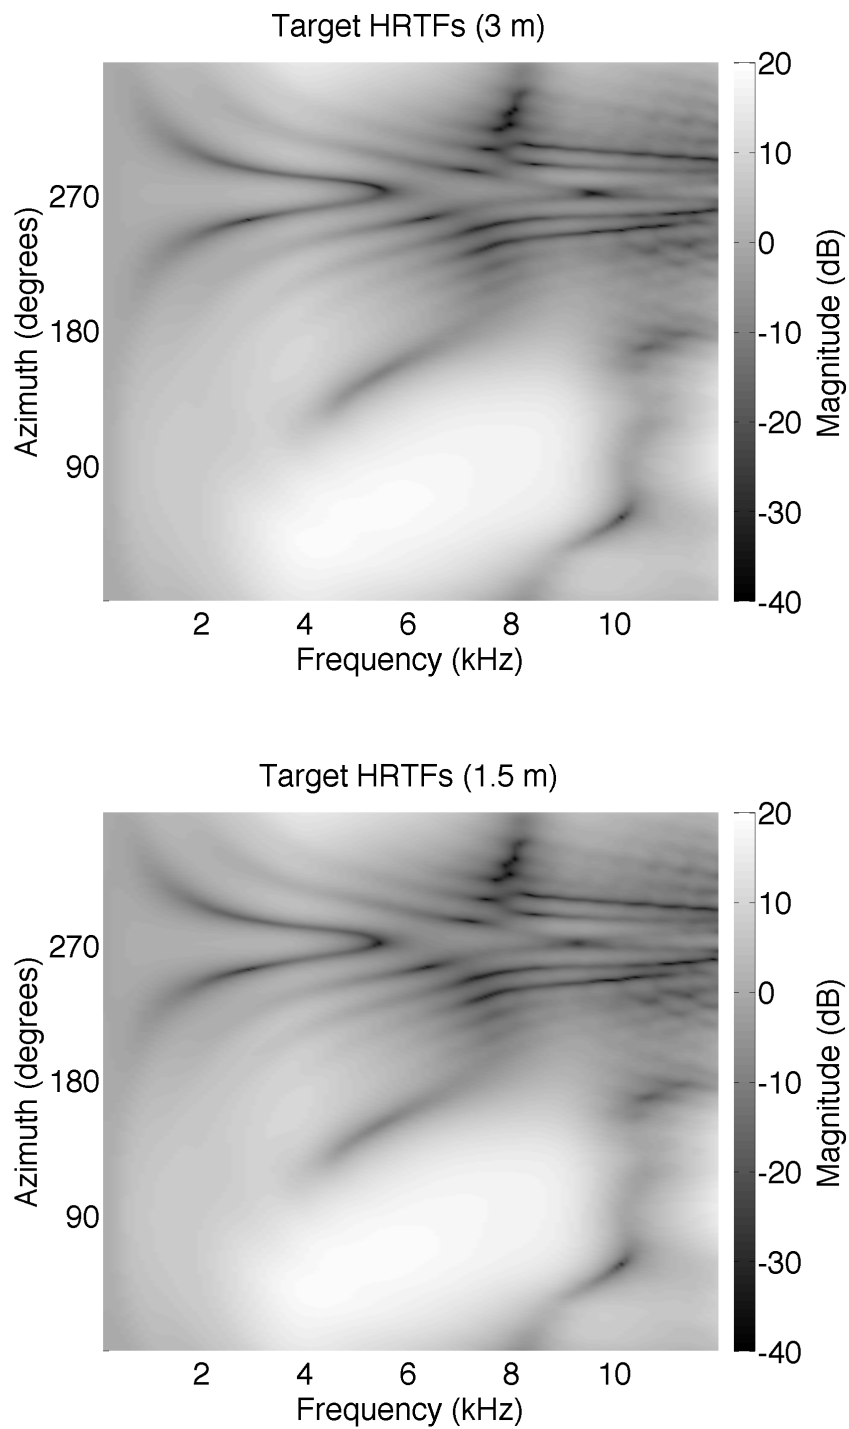 Target HRTFs (3 m)
20
10
0
-10
-20
-30
-40
Magnitude (dB)
270
180
90
Azimuth (degrees)
2 4 6 8 10
Frequency (kHz)
Target HRTFs (1.5 m)
20
10
0
-10
-20
-30
-40
Magnitude (dB)
270
180
90
Azimuth (degrees)
2 4 6 8 10
Frequency (kHz)